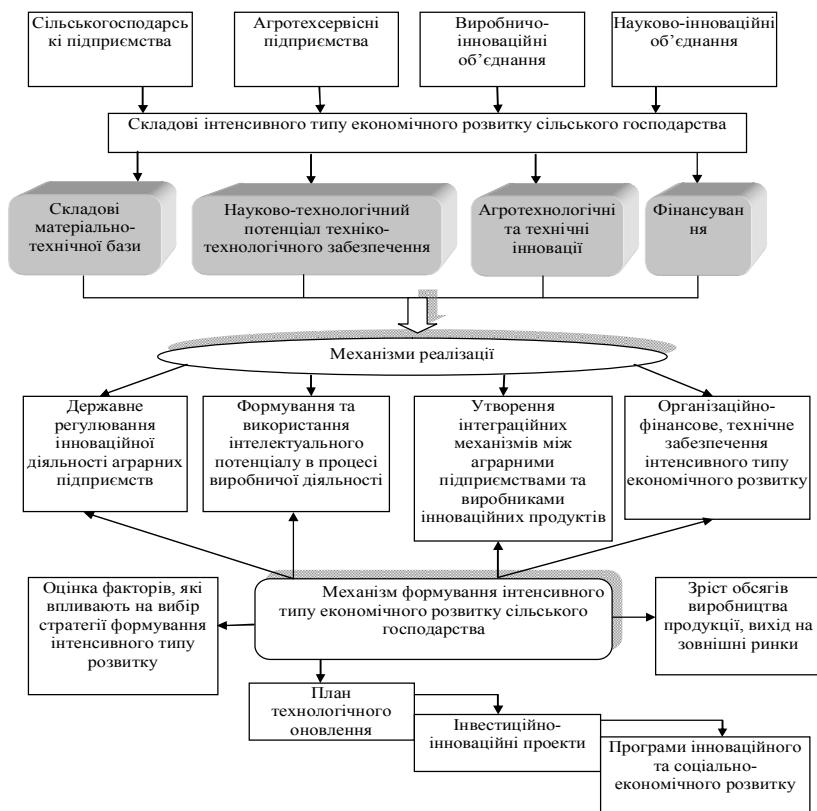 Сільськогосподарсь
кі підприємства
Агротехсервісні
підприємства
Виробничо-
інноваційні
об’єднання
Науково-інноваційні
об’єднання
Складові інтенсивного типу економічного розвитку сільського господарства
Складові
матеріально-
технічної бази
Науково-технологічний
потенціал техніко-
технологічного забезпечення
Агротехнологічні
та технічні
інновації
Фінансуван
ня
Механізми реалізації
Державне
регулювання
інноваційної
діяльності аграрних
підприємств
Формування та
використання
інтелектуального
потенціалу в процесі
виробничої діяльності
Утворення
інтеграційних
механізмів між
аграрними
підприємствами та
виробниками
інноваційних продуктів
Організаційно-
фінансове, технічне
забезпечення
інтенсивного типу
економічного розвитку
Оцінка факторів, які
впливають на вибір
стратегії формування
інтенсивного типу
розвитку
Механізм формування інтенсивного
типу економічного розвитку сільського
господарства
Зріст обсягів
виробництва
продукції, вихід на
зовнішні ринки
План
технологічного
оновлення
Інвестиційно-
інноваційні проекти
Програми інноваційного
та соціально-
економічного розвитку